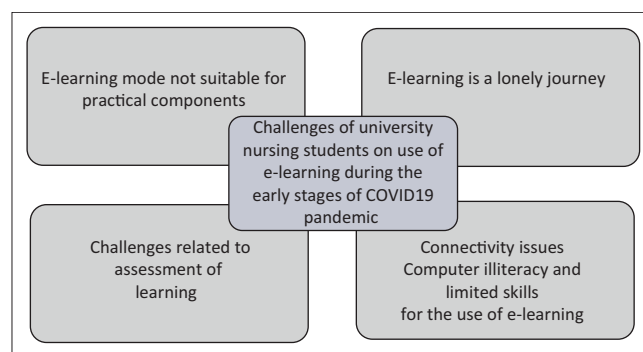 E-learning mode not suitable for
practical components
E-learning is a lonely journey
Challenges of university
nursing students on use of
e-learning during the
early stages of COVID19
pandemic
Challenges related to
assessment of
learning
Connectivity issues
Computer illiteracy and
limited skills
for the use of e-learning